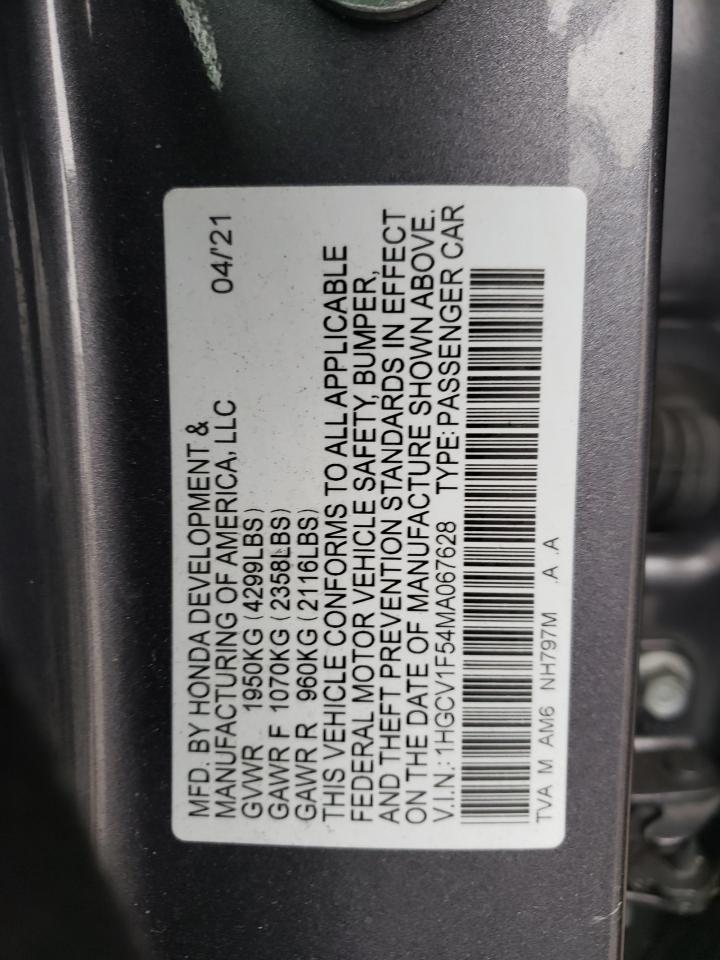 MFD. BY HONDA DEVELOPMENT &
MANUFACTURING OF AMERICA, LLC 04/'21
GVWR 1950KG (4299LBS)
GAWR F 1070KG (2358LBS)
GAWR R 960KG (2116LBS)
THIS VEHICLE CONFORMS TO ALL APPLICABLE
FEDERAL MOTOR VEHICLE SAFETY, BUMPER,
AND THEFT PREVENTION STANDARDS IN EFFECT
ON THE DATE OF MANUFACTURE SHOWN ABOVE.
V.I.N.: 1HGCV1F54MA067628 TYPE: PASSENGER CAR
TVA M AM6 NH797M .A .A